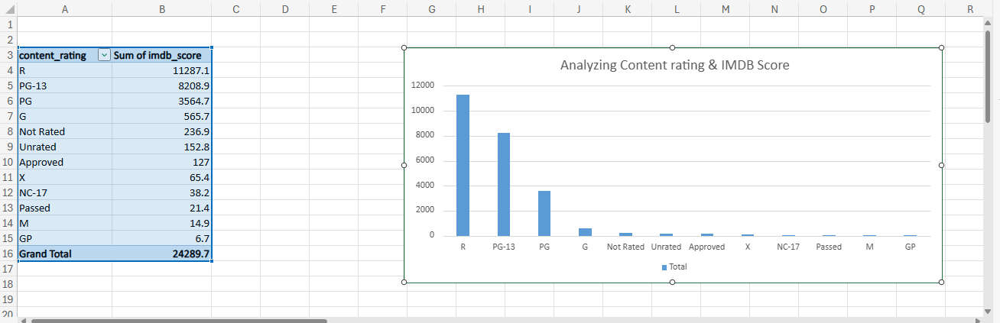 A B C D E F G H I J K L M N O P Q R
1
2
3 content_rating Sum of imdb_score
4 R 11287.1
5 PG-13 8208.9
6 PG 3564.7
7 G 565.7
8 Not Rated 236.9
9 Unrated 152.8
10 Approved 127
11 X 65.4
12 NC-17 38.2
13 Passed 21.4
14 M 14.9
15 GP 6.7
16 Grand Total 24289.7
17
18
19
20
Analyzing Content rating & IMDB Score
12000
10000
8000
6000
4000
2000
0
R PG-13 PG G Not Rated Unrated Approved X NC-17 Passed M GP
Total